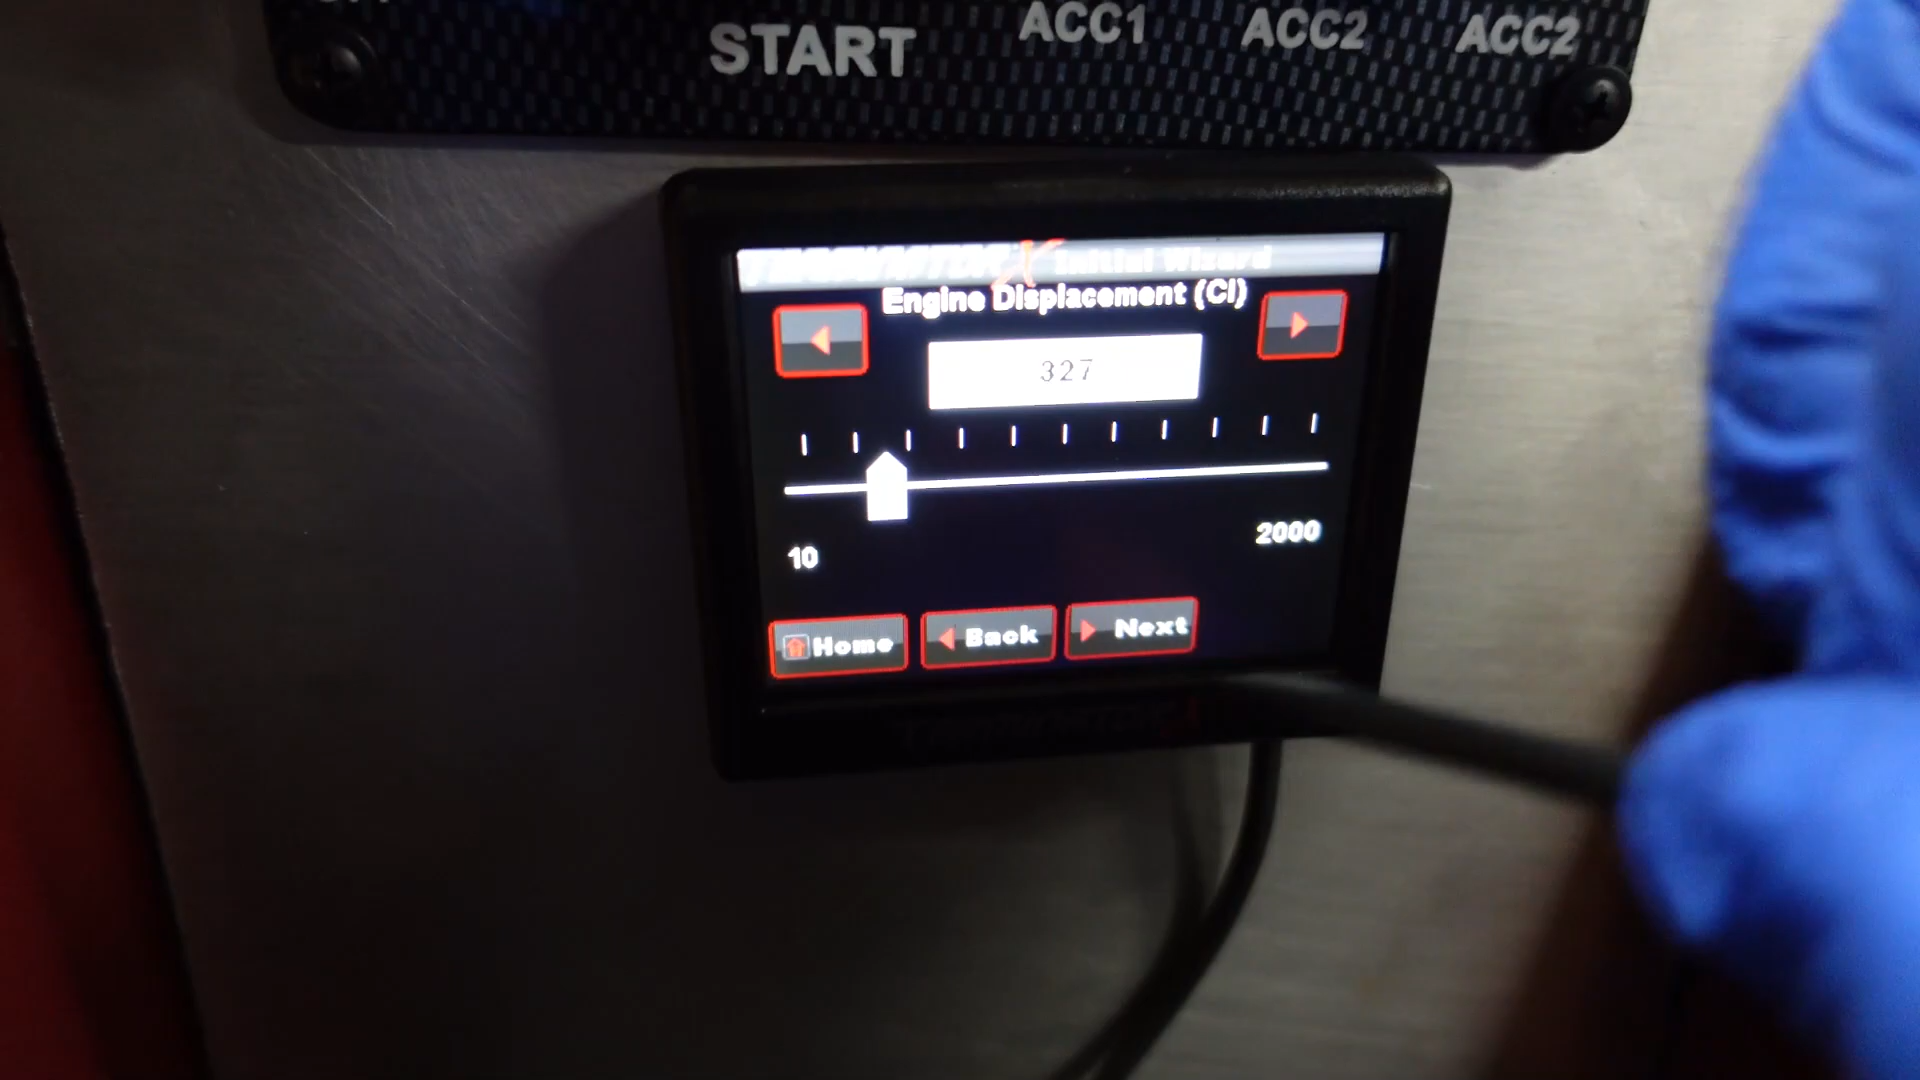 START ACC1 ACC2 ACC2
Initial Wizard
Engine Displacement (CI)
327
10 2000
Home Back Next